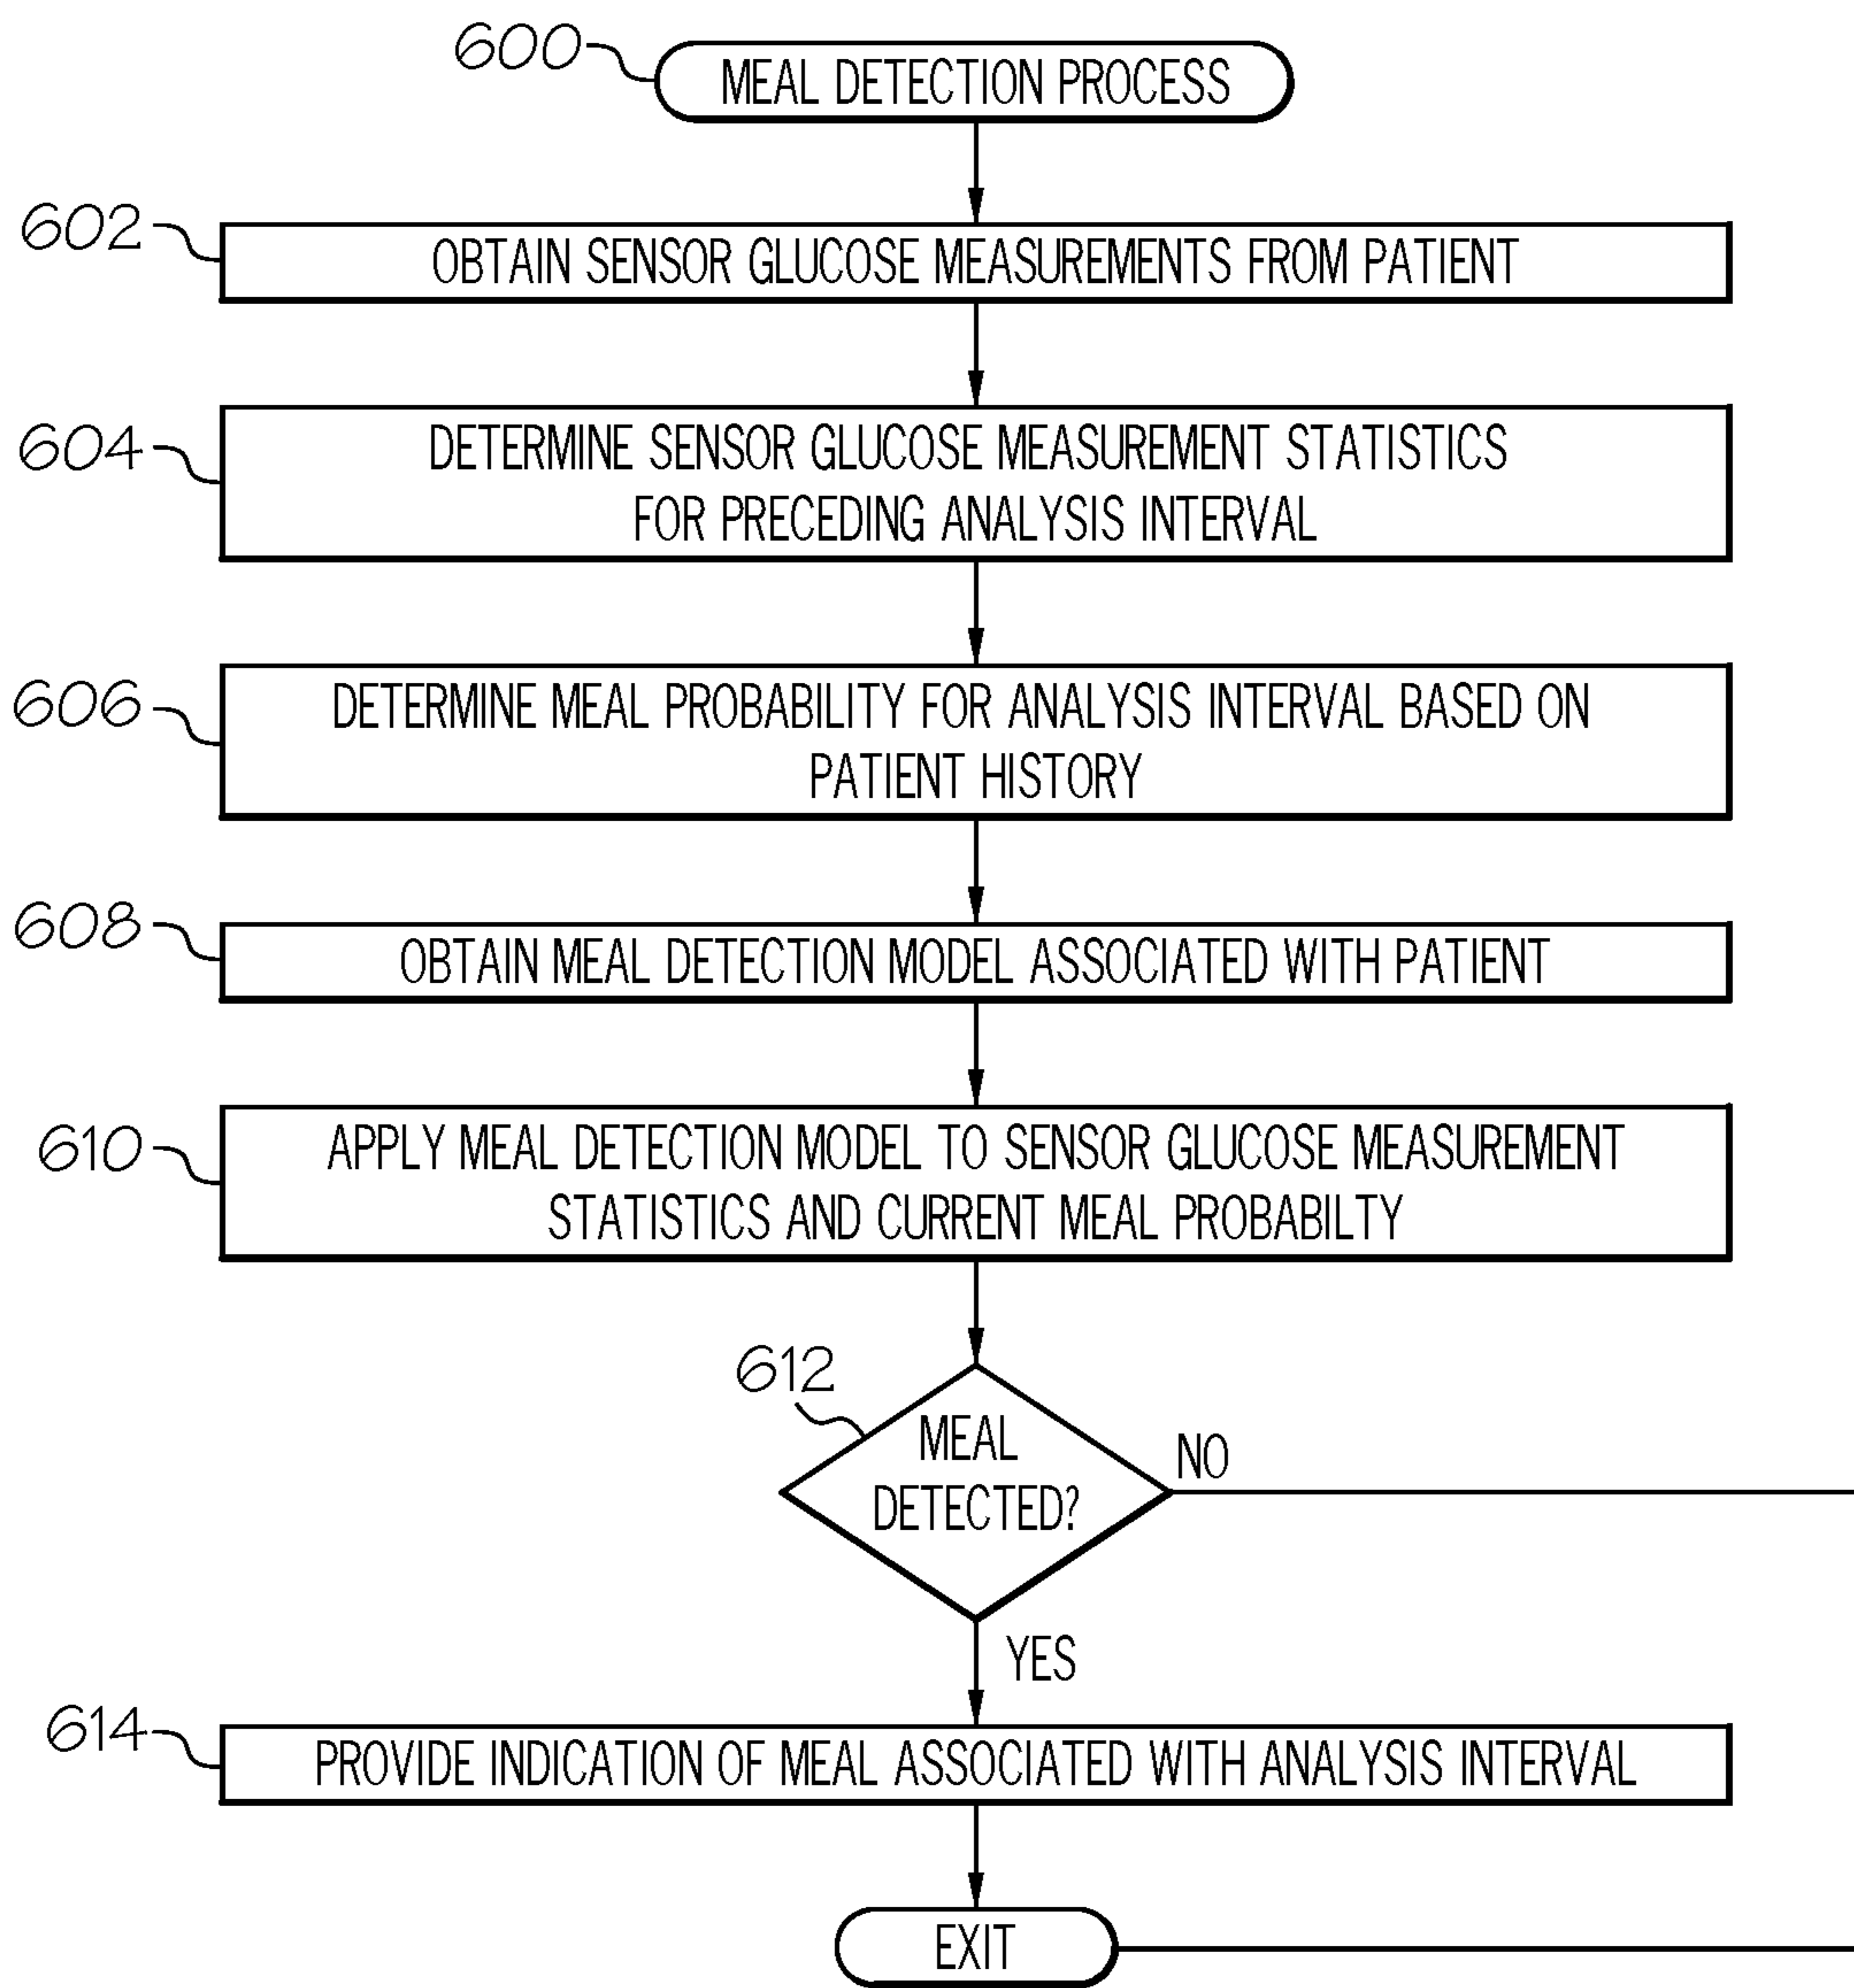 600
MEAL DETECTION PROCESS
602
OBTAIN SENSOR GLUCOSE MEASUREMENTS FROM PATIENT
604
DETERMINE SENSOR GLUCOSE MEASUREMENT STATISTICS
FOR PRECEDING ANALYSIS INTERVAL
606
DETERMINE MEAL PROBABILITY FOR ANALYSIS INTERVAL BASED ON
PATIENT HISTORY
608
OBTAIN MEAL DETECTION MODEL ASSOCIATED WITH PATIENT
610
APPLY MEAL DETECTION MODEL TO SENSOR GLUCOSE MEASUREMENT
STATISTICS AND CURRENT MEAL PROBABILTY
612
MEAL
DETECTED?
NO
YES
614
PROVIDE INDICATION OF MEAL ASSOCIATED WITH ANALYSIS INTERVAL
EXIT